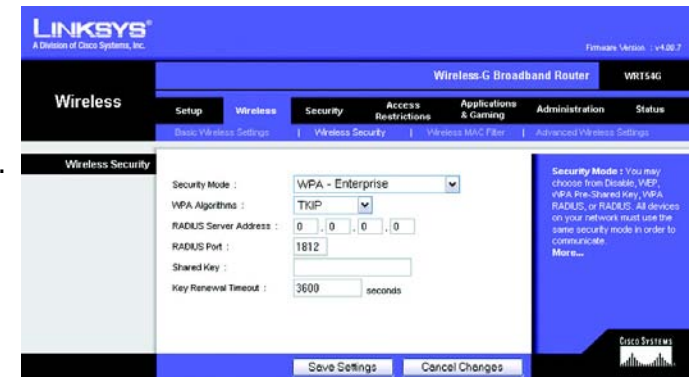 LINKSYS®
A Division of Cisco Systems, Inc.
Firmware Version : v4.00.7
Wireless-G Broadband Router WRT54G
Wireless
Setup Wireless Security Access Restrictions Applications & Gaming Administration Status
Basic Wireless Settings | Wireless Security | Wireless MAC Filter | Advanced Wireless Settings
Wireless Security
Security Mode : WPA - Enterprise
WPA Algorithms : TKIP
RADIUS Server Address : 0 . 0 . 0 . 0
RADIUS Port : 1812
Shared Key :
Key Renewal Timeout : 3600 seconds
Security Mode : You may
choose from Disable, WEP,
WPA Pre-Shared Key, WPA
RADIUS, or RADIUS. All devices
on your network must use the
same security mode in order to
communicate.
More...
CISCO SYSTEMS
Save Settings Cancel Changes